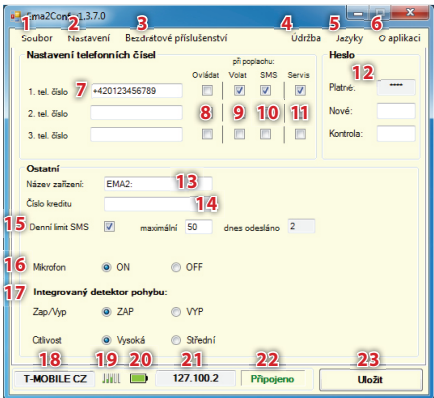 Ema2Config 1.3.7.0
1 2 3 4 5 6
Soubor Nastavení Bezdrátové příslušenství Údržba Jazyky O aplikaci
Nastavení telefonních čísel Heslo
při poplachu:
Ovládat Volat SMS Servis 12
1. tel. číslo 7 +420123456789 Platné: ****
2. tel. číslo 8 9 10 11 Nové:
3. tel. číslo Kontrola:
Ostatní
Název zařízení: EMA2: 13
Číslo kreditu 14
15 Denní limit SMS maximální 50 dnes odesláno 2
16 Mikrofon ON OFF
17 Integrovaný detektor pohybu:
Zap/Vyp ZAP VYP
Citlivost Vysoká Střední
18 19 20 21 22 23
T-MOBILE CZ 127.100.2 Připojeno Uložit